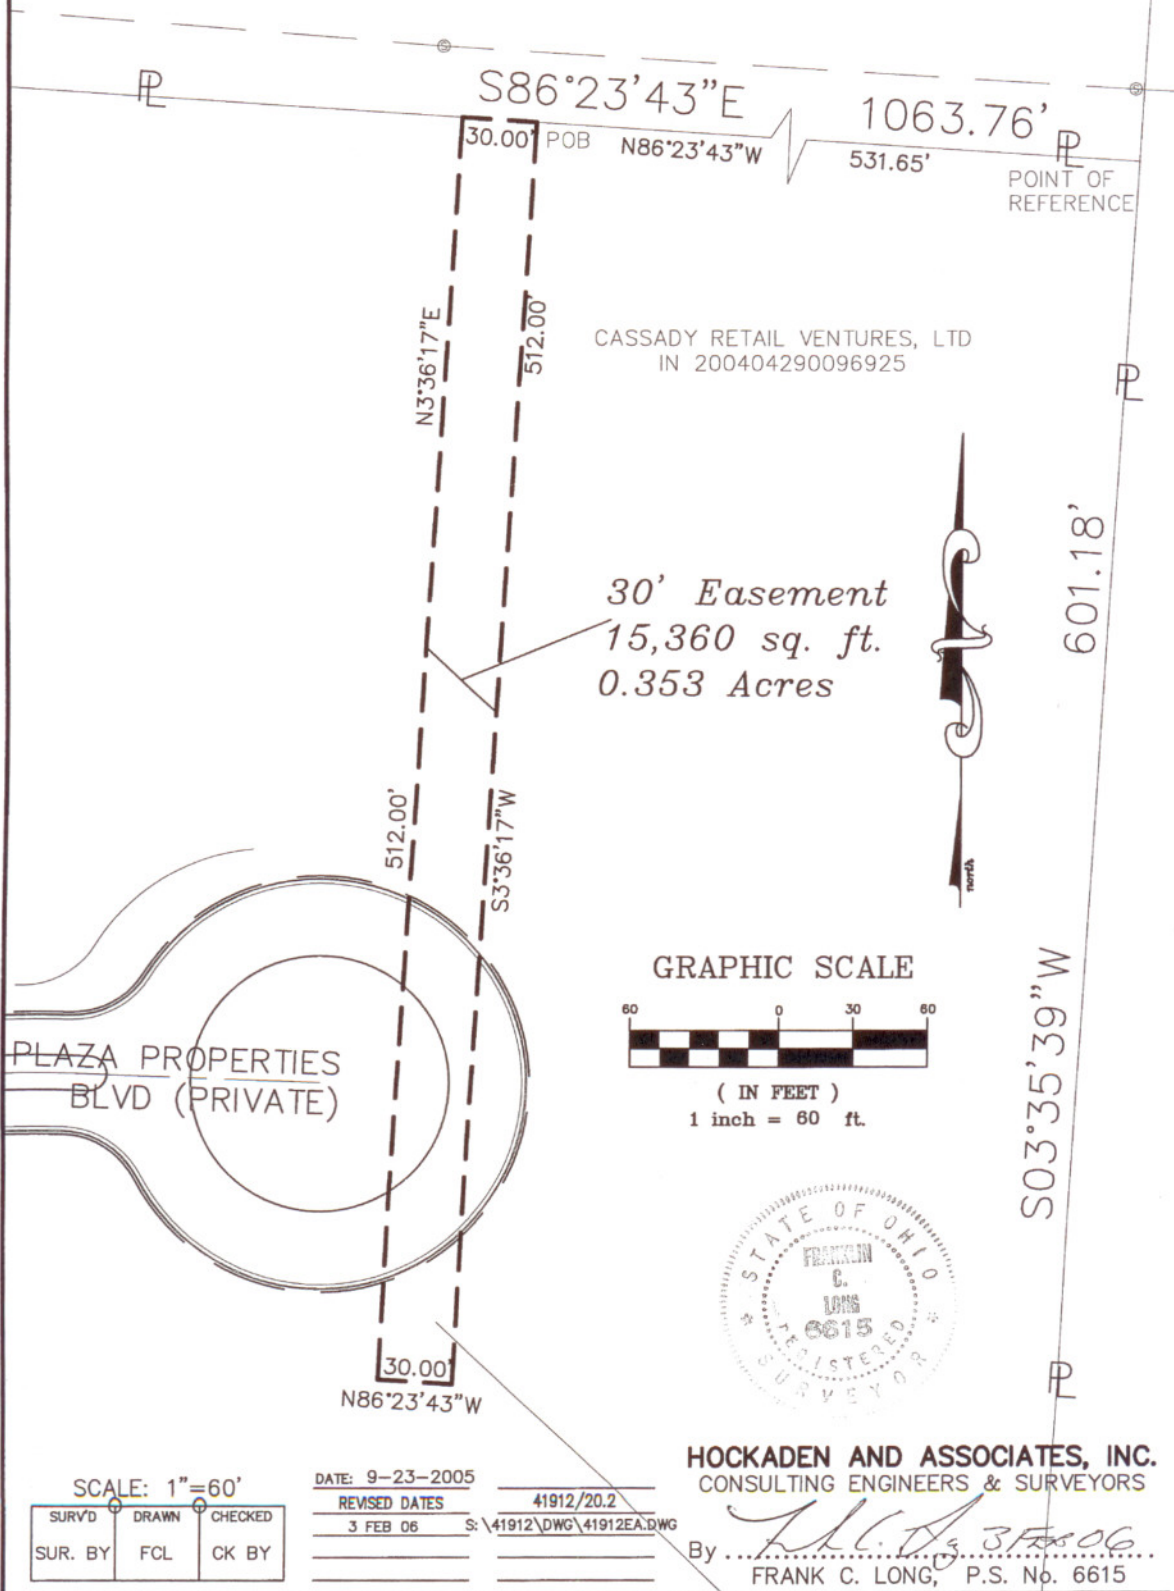 S86°23'43"E
1063.76'
30.00'
POB
N86°23'43"W
531.65'
POINT OF
REFERENCE
N3°36'17"E
512.00'
CASSADY RETAIL VENTURES, LTD
IN 200404290096925
601.18'
30' Easement
15,360 sq. ft.
0.353 Acres
512.00'
S3°36'17"W
north
GRAPHIC SCALE
60 0 30 60
( IN FEET )
1 inch = 60 ft.
S03°35'39"W
PLAZA PROPERTIES
BLVD (PRIVATE)
STATE OF OHIO
FRANKLIN
C.
LONG
6615
REGISTERED
SURVEYOR
30.00'
N86°23'43"W
HOCKADEN AND ASSOCIATES, INC.
CONSULTING ENGINEERS & SURVEYORS
By 3 FEB 06
FRANK C. LONG, P.S. No. 6615
SCALE: 1"=60'
SURV'D DRAWN CHECKED
SUR. BY FCL CK BY
DATE: 9-23-2005
REVISED DATES 41912/20.2
3 FEB 06 S:\41912\DWG\41912EA.DWG